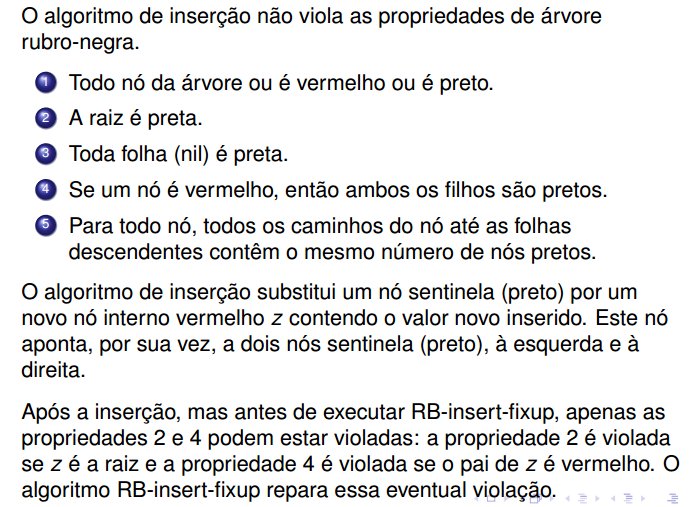 O algoritmo de inserção não viola as propriedades de árvore
rubro-negra.
1 Todo nó da árvore ou é vermelho ou é preto.
2 A raiz é preta.
3 Toda folha (nil) é preta.
4 Se um nó é vermelho, então ambos os filhos são pretos.
5 Para todo nó, todos os caminhos do nó até as folhas
descendentes contêm o mesmo número de nós pretos.
O algoritmo de inserção substitui um nó sentinela (preto) por um
novo nó interno vermelho z contendo o valor novo inserido. Este nó
aponta, por sua vez, a dois nós sentinela (preto), à esquerda e à
direita.
Após a inserção, mas antes de executar RB-insert-fixup, apenas as
propriedades 2 e 4 podem estar violadas: a propriedade 2 é violada
se z é a raiz e a propriedade 4 é violada se o pai de z é vermelho. O
algoritmo RB-insert-fixup repara essa eventual violação.